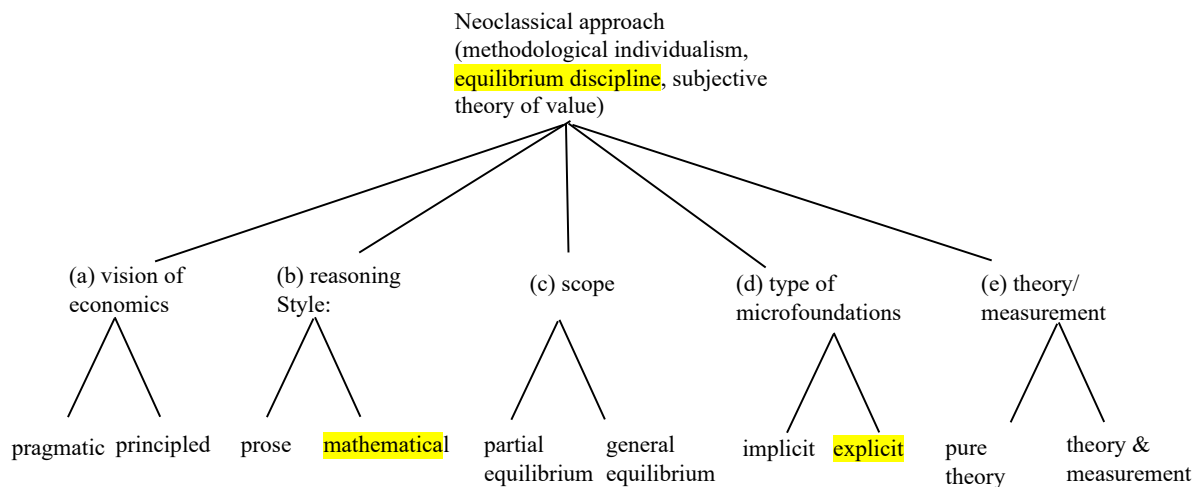 Neoclassical approach
(methodological individualism,
equilibrium discipline, subjective
theory of value)
(a) vision of
economics
(b) reasoning
Style:
(c) scope
(d) type of
microfoundations
(e) theory/
measurement
pragmatic
principled
prose
mathematical
partial
equilibrium
general
equilibrium
implicit
explicit
pure
theory
theory &
measurement